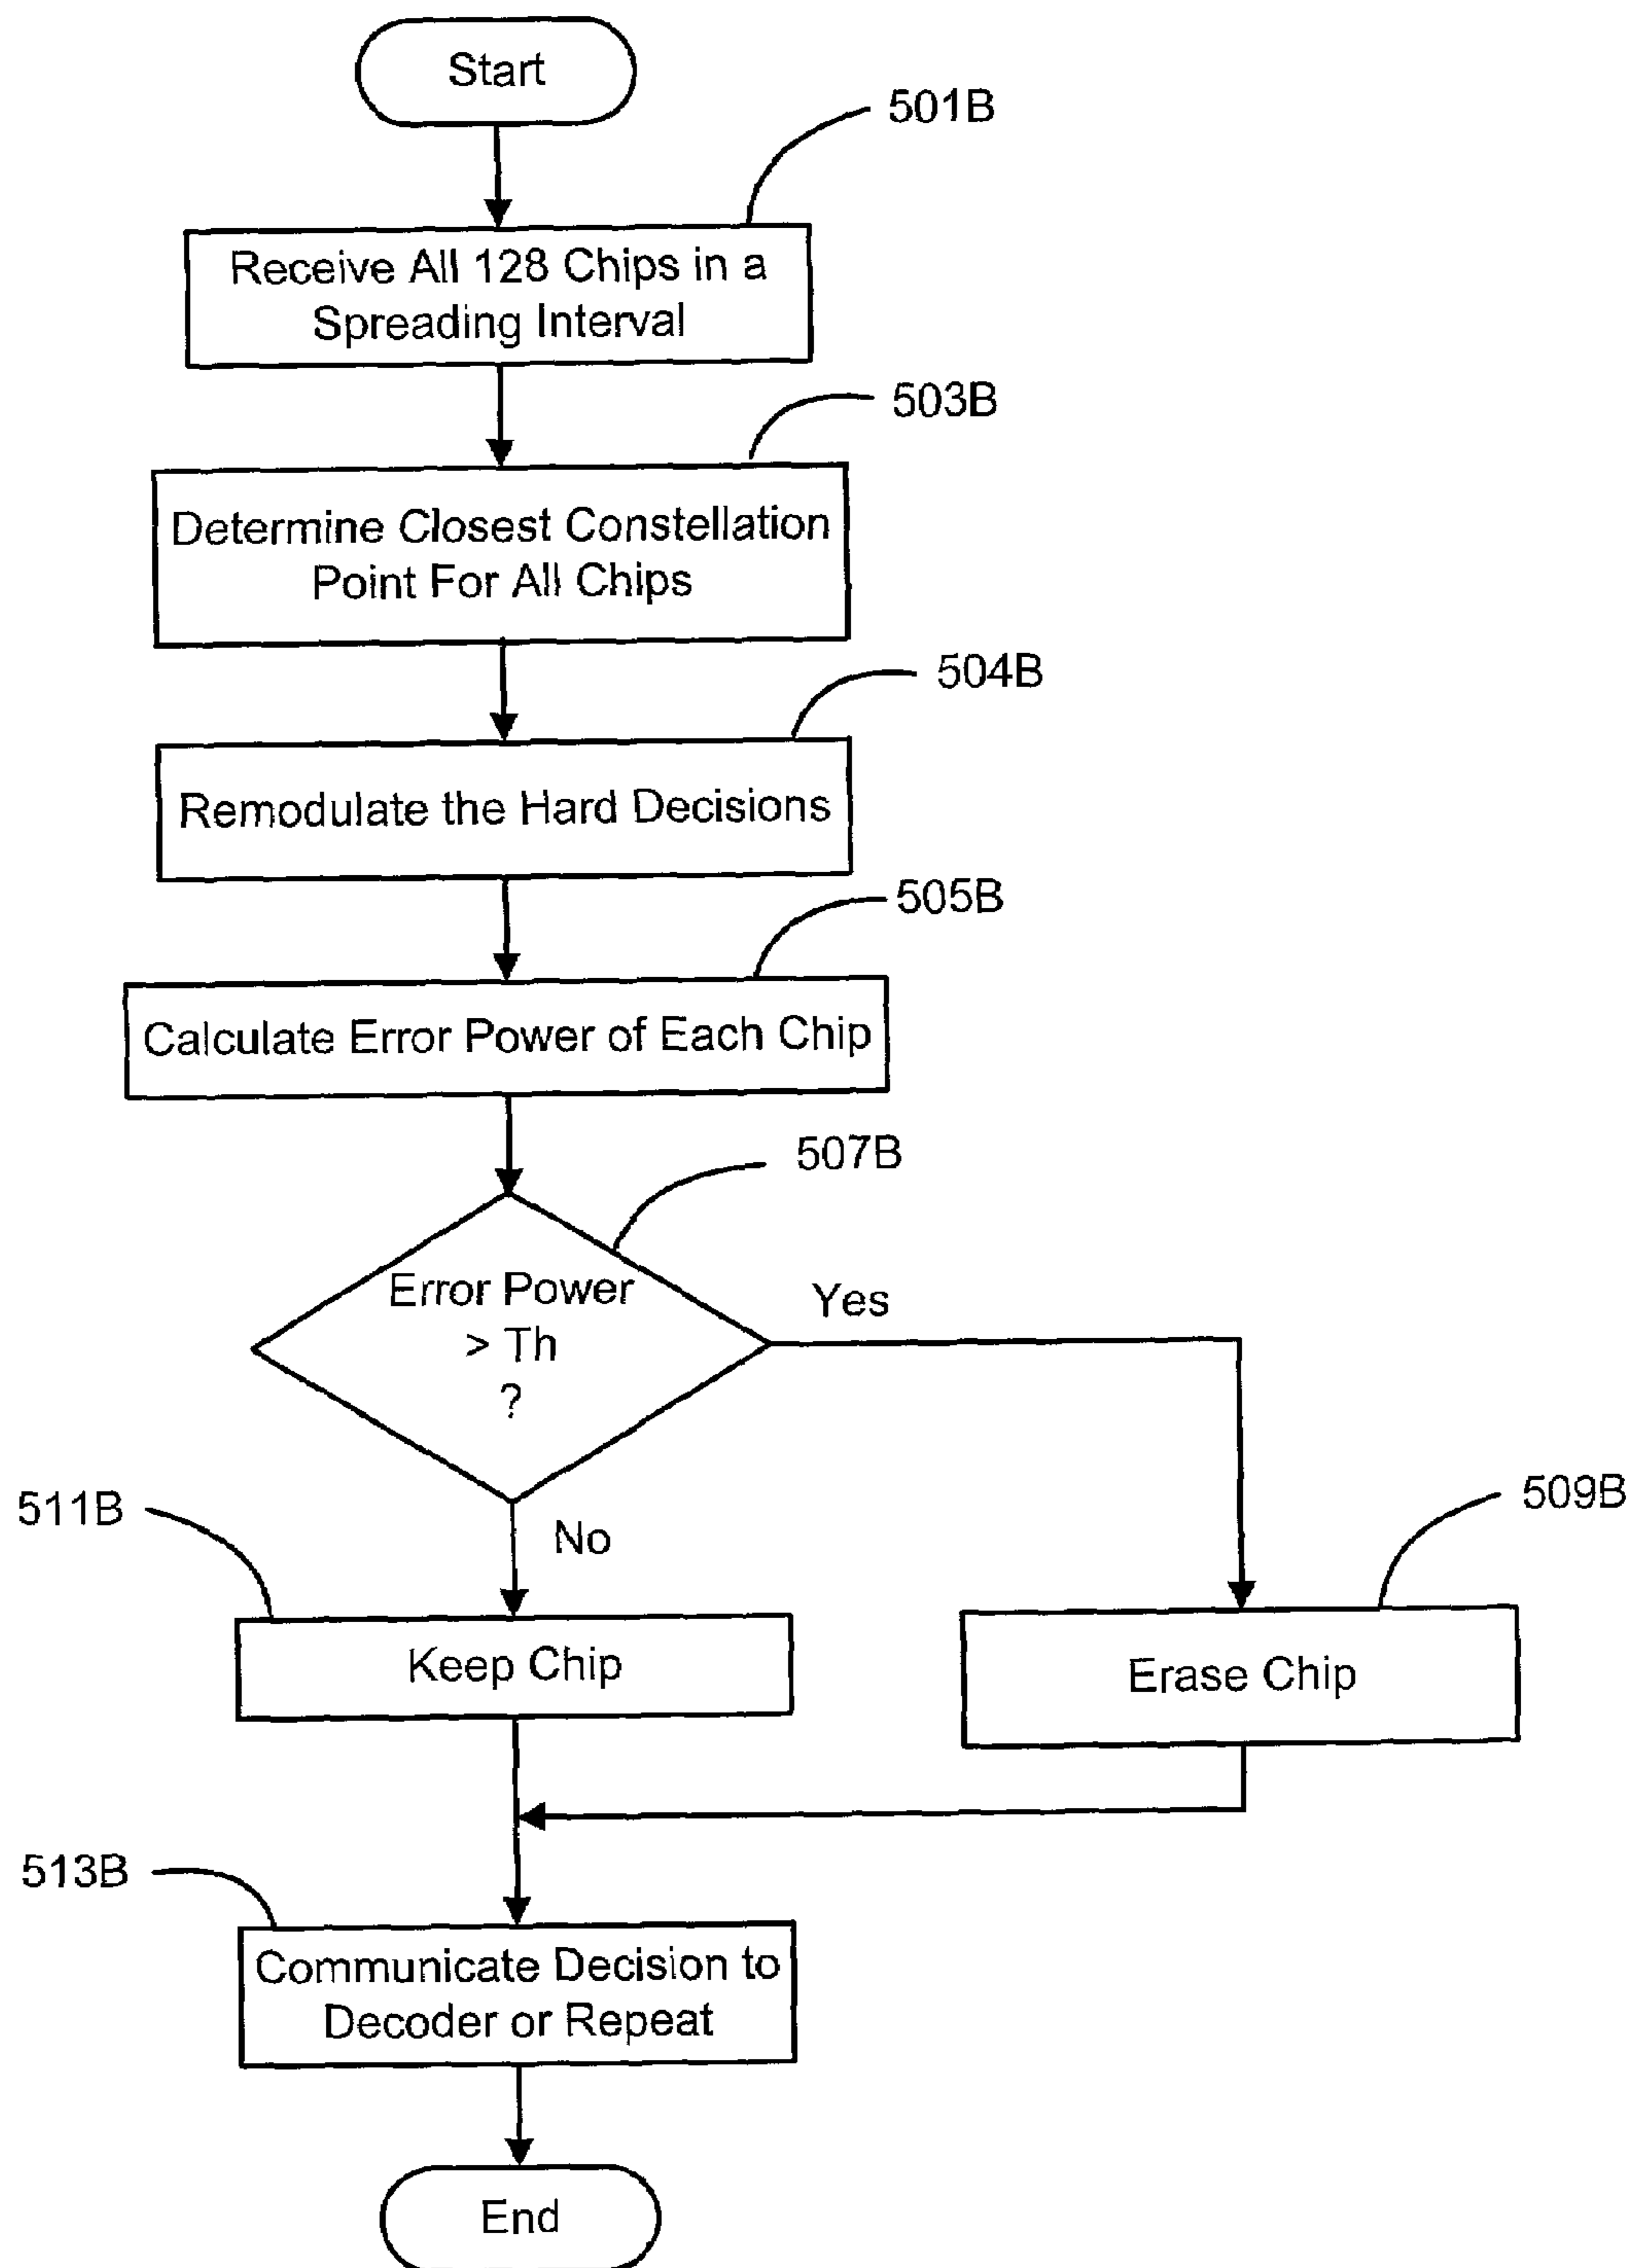 Start
501B
Receive All 128 Chips in a
Spreading Interval
503B
Determine Closest Constellation
Point For All Chips
504B
Remodulate the Hard Decisions
505B
Calculate Error Power of Each Chip
507B
Error Power
> Th
?
Yes
No
511B
Keep Chip
509B
Erase Chip
513B
Communicate Decision to
Decoder or Repeat
End